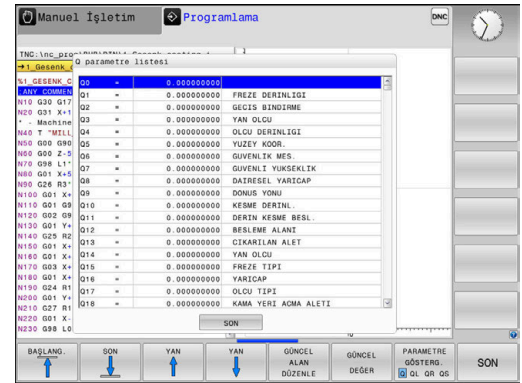 Manuel İşletim
Programlama
DNC
Q parametre listesi
→1_Gesenk_
%1_GESENK_C
ANY COMMEN
N10 G30 G17
N20 G31 X+1
* - Machine
N40 T "MILL
N50 G00 G90
N60 G00 Z-5
N70 G98 L1*
N80 G01 X+5
N90 G26 R3*
N100 G01 X+
N110 G01 G9
N120 G02 G9
N130 G01 Y+
N140 G25 R2
N150 G01 X+
N160 G01 X+
N170 G03 X+
N180 G01 X+
N190 G24 R1
N200 G01 Y+
N210 G27 R1
N220 G01 X-
N230 G98 L0
Q0 = 0.000000000
Q1 = 0.000000000 FREZE DERINLIGI
Q2 = 0.000000000 GECIS BINDIRME
Q3 = 0.000000000 YAN OLCU
Q4 = 0.000000000 OLCU DERINLIGI
Q5 = 0.000000000 YUZEY KOOR.
Q6 = 0.000000000 GUVENLIK MES.
Q7 = 0.000000000 GUVENLI YUKSEKLIK
Q8 = 0.000000000 DAIRESEL YARICAP
Q9 = 0.000000000 DONUS YONU
Q10 = 0.000000000 KESME DERINL.
Q11 = 0.000000000 DERIN KESME BESL.
Q12 = 0.000000000 BESLEME ALANI
Q13 = 0.000000000 CIKARILAN ALET
Q14 = 0.000000000 YAN OLCU
Q15 = 0.000000000 FREZE TIPI
Q16 = 0.000000000 YARICAP
Q17 = 0.000000000 OLCU TIPI
Q18 = 0.000000000 KAMA YERI ACMA ALETI
SON
BAŞLANG.
SON
YAN
YAN
GÜNCEL
ALAN
DÜZENLE
GÜNCEL
DEĞER
PARAMETRE
GÖSTERG.
Q QL QR QS
SON